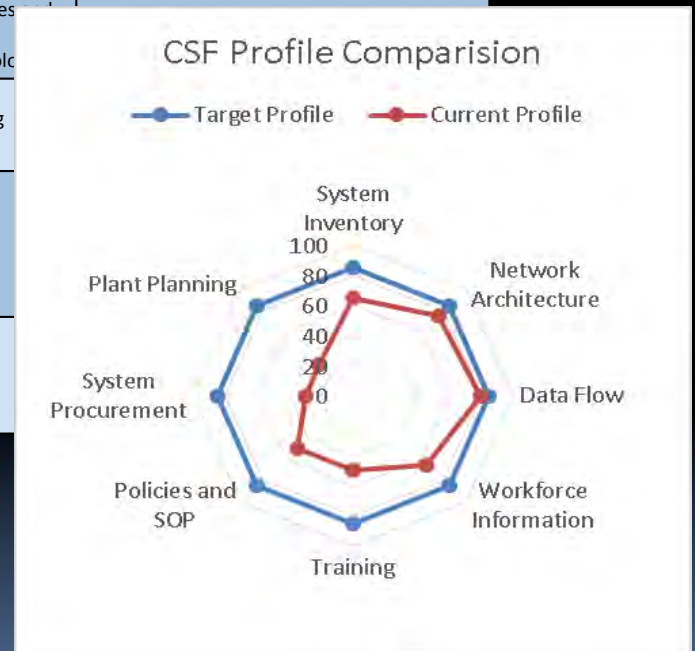 CSF Profile Comparision
Target Profile
Current Profile
System
Inventory
100
80
60
40
20
0
Network
Architecture
Data Flow
Workforce
Information
Training
Policies and
SOP
System
Procurement
Plant Planning